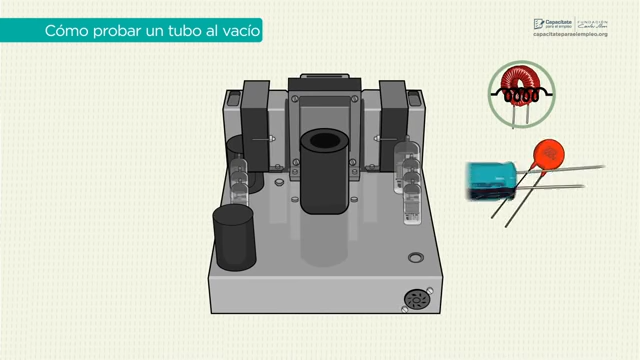 Cómo probar un tubo al vacío
Capacítate
para el empleo
FUNDACIÓN
Carlos Slim
capacitateparaelempleo.org